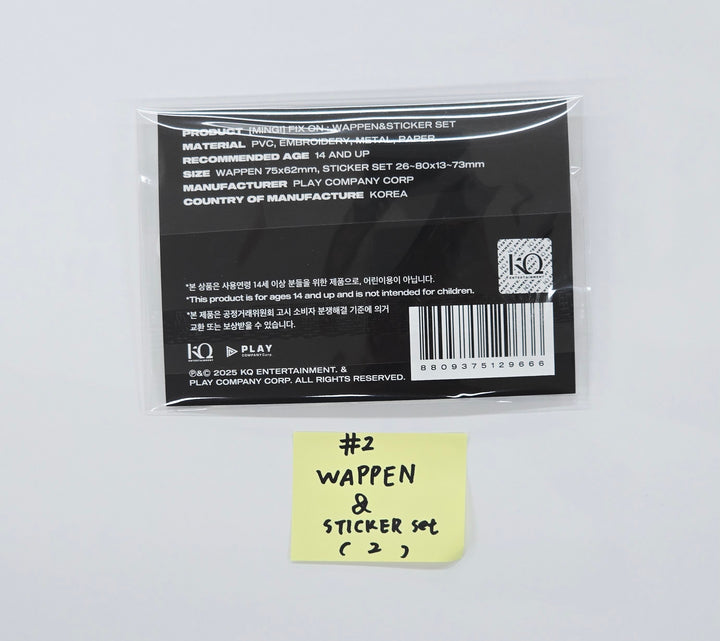 PRODUCT [MINGI] FIX ON : WAPPEN&STICKER SET
MATERIAL PVC, EMBROIDERY, METAL, PAPER
RECOMMENDED AGE 14 AND UP
SIZE WAPPEN 75x62mm, STICKER SET 26~80x13~73mm
MANUFACTURER PLAY COMPANY CORP
COUNTRY OF MANUFACTURE KOREA
KQ
ENTERTAINMENT
*본 상품은 사용연령 14세 이상 분들을 위한 제품으로, 어린이용이 아닙니다.
*This product is for ages 14 and up and is not intended for children.
*본 제품은 공정거래위원회 고시 소비자 분쟁해결 기준에 의거
교환 또는 보상받을 수 있습니다.
KQ
ENTERTAINMENT
PLAY
COMPANY Corp.
℗&© 2025 KQ ENTERTAINMENT. &
PLAY COMPANY CORP. ALL RIGHTS RESERVED.
8809375129666
#2
WAPPEN
&
STICKER set
( 2 )